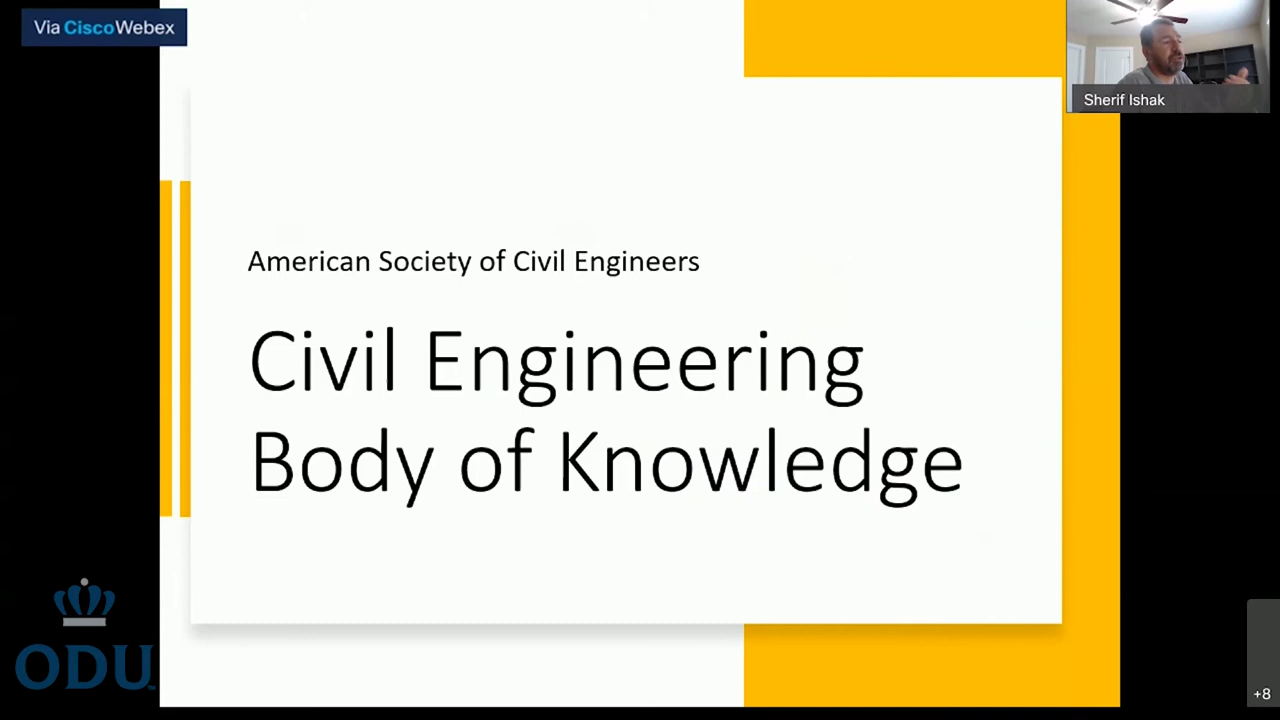 Via CiscoWebex
Sherif Ishak
American Society of Civil Engineers
Civil Engineering
Body of Knowledge
ODU
+8